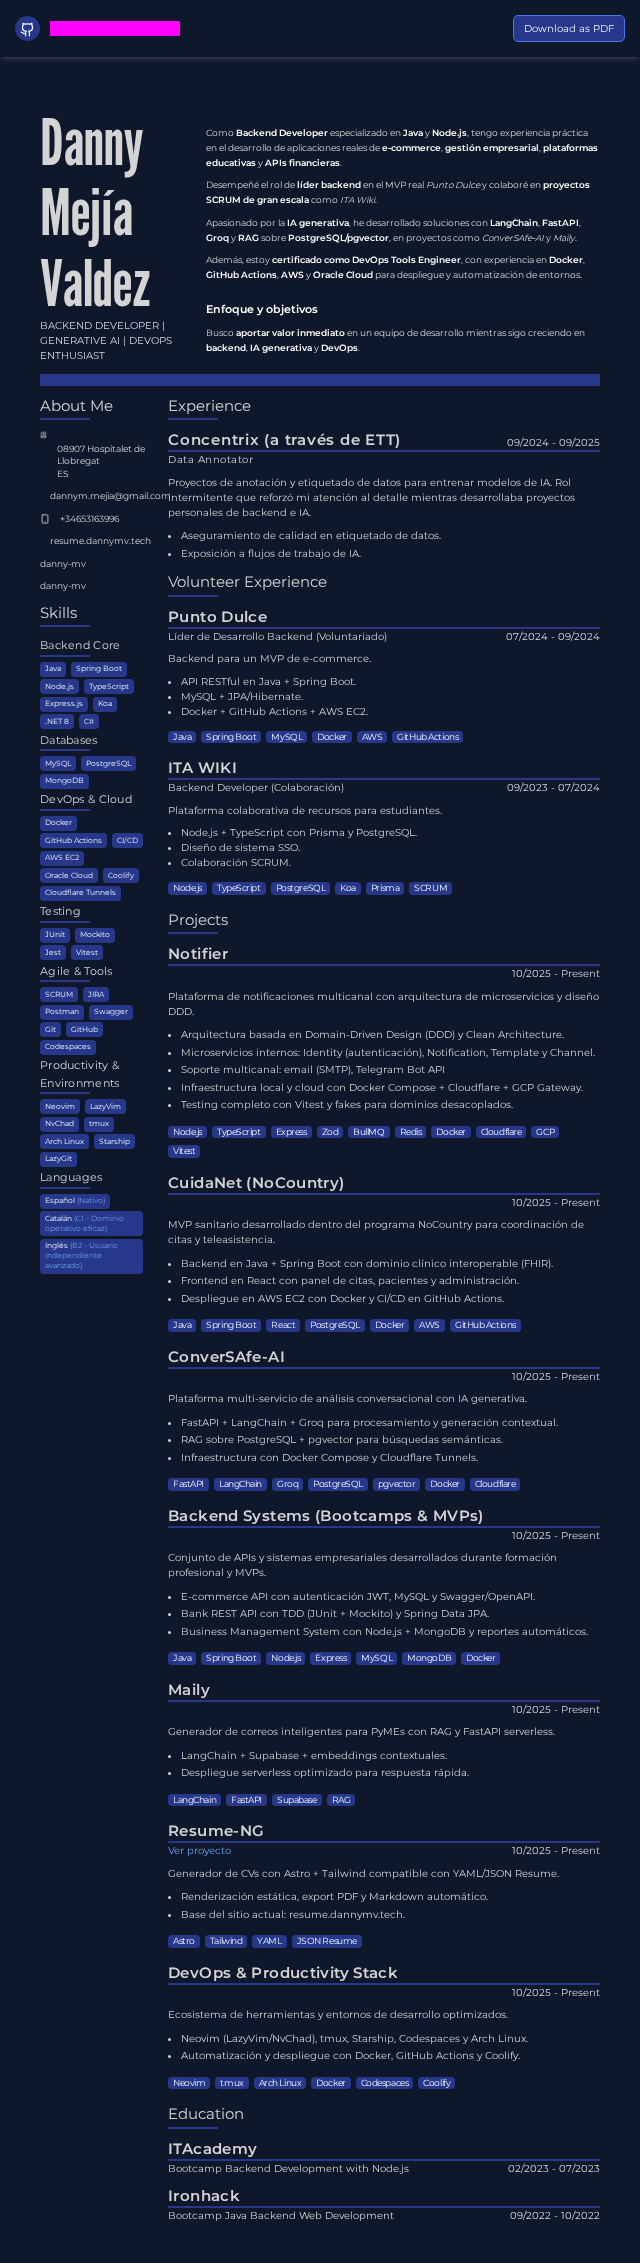 Download as PDF
Danny
Mejía
Valdez
BACKEND DEVELOPER |
GENERATIVE AI | DEVOPS
ENTHUSIAST
Como Backend Developer especializado en Java y Node.js, tengo experiencia práctica
en el desarrollo de aplicaciones reales de e-commerce, gestión empresarial, plataformas
educativas y APIs financieras.
Desempeñé el rol de líder backend en el MVP real Punto Dulce y colaboré en proyectos
SCRUM de gran escala como ITA Wiki.
Apasionado por la IA generativa, he desarrollado soluciones con LangChain, FastAPI,
Groq y RAG sobre PostgreSQL/pgvector, en proyectos como ConverSAfe-AI y Maily.
Además, estoy certificado como DevOps Tools Engineer, con experiencia en Docker,
GitHub Actions, AWS y Oracle Cloud para despliegue y automatización de entornos.
Enfoque y objetivos
Busco aportar valor inmediato en un equipo de desarrollo mientras sigo creciendo en
backend, IA generativa y DevOps.
About Me
08907 Hospitalet de
Llobregat
ES
dannym.mejia@gmail.com
+34653163996
resume.dannymv.tech
danny-mv
danny-mv
Skills
Backend Core
Java Spring Boot
Node.js TypeScript
Express.js Koa
.NET 8 C#
Databases
MySQL PostgreSQL
MongoDB
DevOps & Cloud
Docker
GitHub Actions CI/CD
AWS EC2
Oracle Cloud Coolify
Cloudflare Tunnels
Testing
JUnit Mockito
Jest Vitest
Agile & Tools
SCRUM JIRA
Postman Swagger
Git GitHub
Codespaces
Productivity &
Environments
Neovim LazyVim
NvChad tmux
Arch Linux Starship
LazyGit
Languages
Español (Nativo)
Catalán (C1 - Dominio
operativo eficaz)
Inglés (B2 - Usuario
independiente
avanzado)
Experience
Concentrix (a través de ETT) 09/2024 - 09/2025
Data Annotator
Proyectos de anotación y etiquetado de datos para entrenar modelos de IA. Rol
intermitente que reforzó mi atención al detalle mientras desarrollaba proyectos
personales de backend e IA.
• Aseguramiento de calidad en etiquetado de datos.
• Exposición a flujos de trabajo de IA.
Volunteer Experience
Punto Dulce
Líder de Desarrollo Backend (Voluntariado) 07/2024 - 09/2024
Backend para un MVP de e-commerce.
• API RESTful en Java + Spring Boot.
• MySQL + JPA/Hibernate.
• Docker + GitHub Actions + AWS EC2.
Java Spring Boot MySQL Docker AWS GitHub Actions
ITA WIKI
Backend Developer (Colaboración) 09/2023 - 07/2024
Plataforma colaborativa de recursos para estudiantes.
• Node.js + TypeScript con Prisma y PostgreSQL.
• Diseño de sistema SSO.
• Colaboración SCRUM.
Node.js TypeScript PostgreSQL Koa Prisma SCRUM
Projects
Notifier
10/2025 - Present
Plataforma de notificaciones multicanal con arquitectura de microservicios y diseño
DDD.
• Arquitectura basada en Domain-Driven Design (DDD) y Clean Architecture.
• Microservicios internos: Identity (autenticación), Notification, Template y Channel.
• Soporte multicanal: email (SMTP), Telegram Bot API
• Infraestructura local y cloud con Docker Compose + Cloudflare + GCP Gateway.
• Testing completo con Vitest y fakes para dominios desacoplados.
Node.js TypeScript Express Zod BullMQ Redis Docker Cloudflare GCP
Vitest
CuidaNet (NoCountry)
10/2025 - Present
MVP sanitario desarrollado dentro del programa NoCountry para coordinación de
citas y teleasistencia.
• Backend en Java + Spring Boot con dominio clínico interoperable (FHIR).
• Frontend en React con panel de citas, pacientes y administración.
• Despliegue en AWS EC2 con Docker y CI/CD en GitHub Actions.
Java Spring Boot React PostgreSQL Docker AWS GitHub Actions
ConverSAfe-AI
10/2025 - Present
Plataforma multi-servicio de análisis conversacional con IA generativa.
• FastAPI + LangChain + Groq para procesamiento y generación contextual.
• RAG sobre PostgreSQL + pgvector para búsquedas semánticas.
• Infraestructura con Docker Compose y Cloudflare Tunnels.
FastAPI LangChain Groq PostgreSQL pgvector Docker Cloudflare
Backend Systems (Bootcamps & MVPs)
10/2025 - Present
Conjunto de APIs y sistemas empresariales desarrollados durante formación
profesional y MVPs.
• E-commerce API con autenticación JWT, MySQL y Swagger/OpenAPI.
• Bank REST API con TDD (JUnit + Mockito) y Spring Data JPA.
• Business Management System con Node.js + MongoDB y reportes automáticos.
Java Spring Boot Node.js Express MySQL MongoDB Docker
Maily
10/2025 - Present
Generador de correos inteligentes para PyMEs con RAG y FastAPI serverless.
• LangChain + Supabase + embeddings contextuales.
• Despliegue serverless optimizado para respuesta rápida.
LangChain FastAPI Supabase RAG
Resume-NG
Ver proyecto 10/2025 - Present
Generador de CVs con Astro + Tailwind compatible con YAML/JSON Resume.
• Renderización estática, export PDF y Markdown automático.
• Base del sitio actual: resume.dannymv.tech.
Astro Tailwind YAML JSON Resume
DevOps & Productivity Stack
10/2025 - Present
Ecosistema de herramientas y entornos de desarrollo optimizados.
• Neovim (LazyVim/NvChad), tmux, Starship, Codespaces y Arch Linux.
• Automatización y despliegue con Docker, GitHub Actions y Coolify.
Neovim tmux Arch Linux Docker Codespaces Coolify
Education
ITAcademy
Bootcamp Backend Development with Node.js 02/2023 - 07/2023
Ironhack
Bootcamp Java Backend Web Development 09/2022 - 10/2022